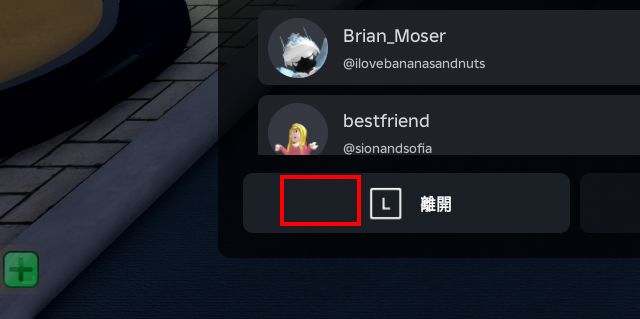 Brian_Moser
@ilovebananasandnuts
bestfriend
@sionandsofia
L 離開